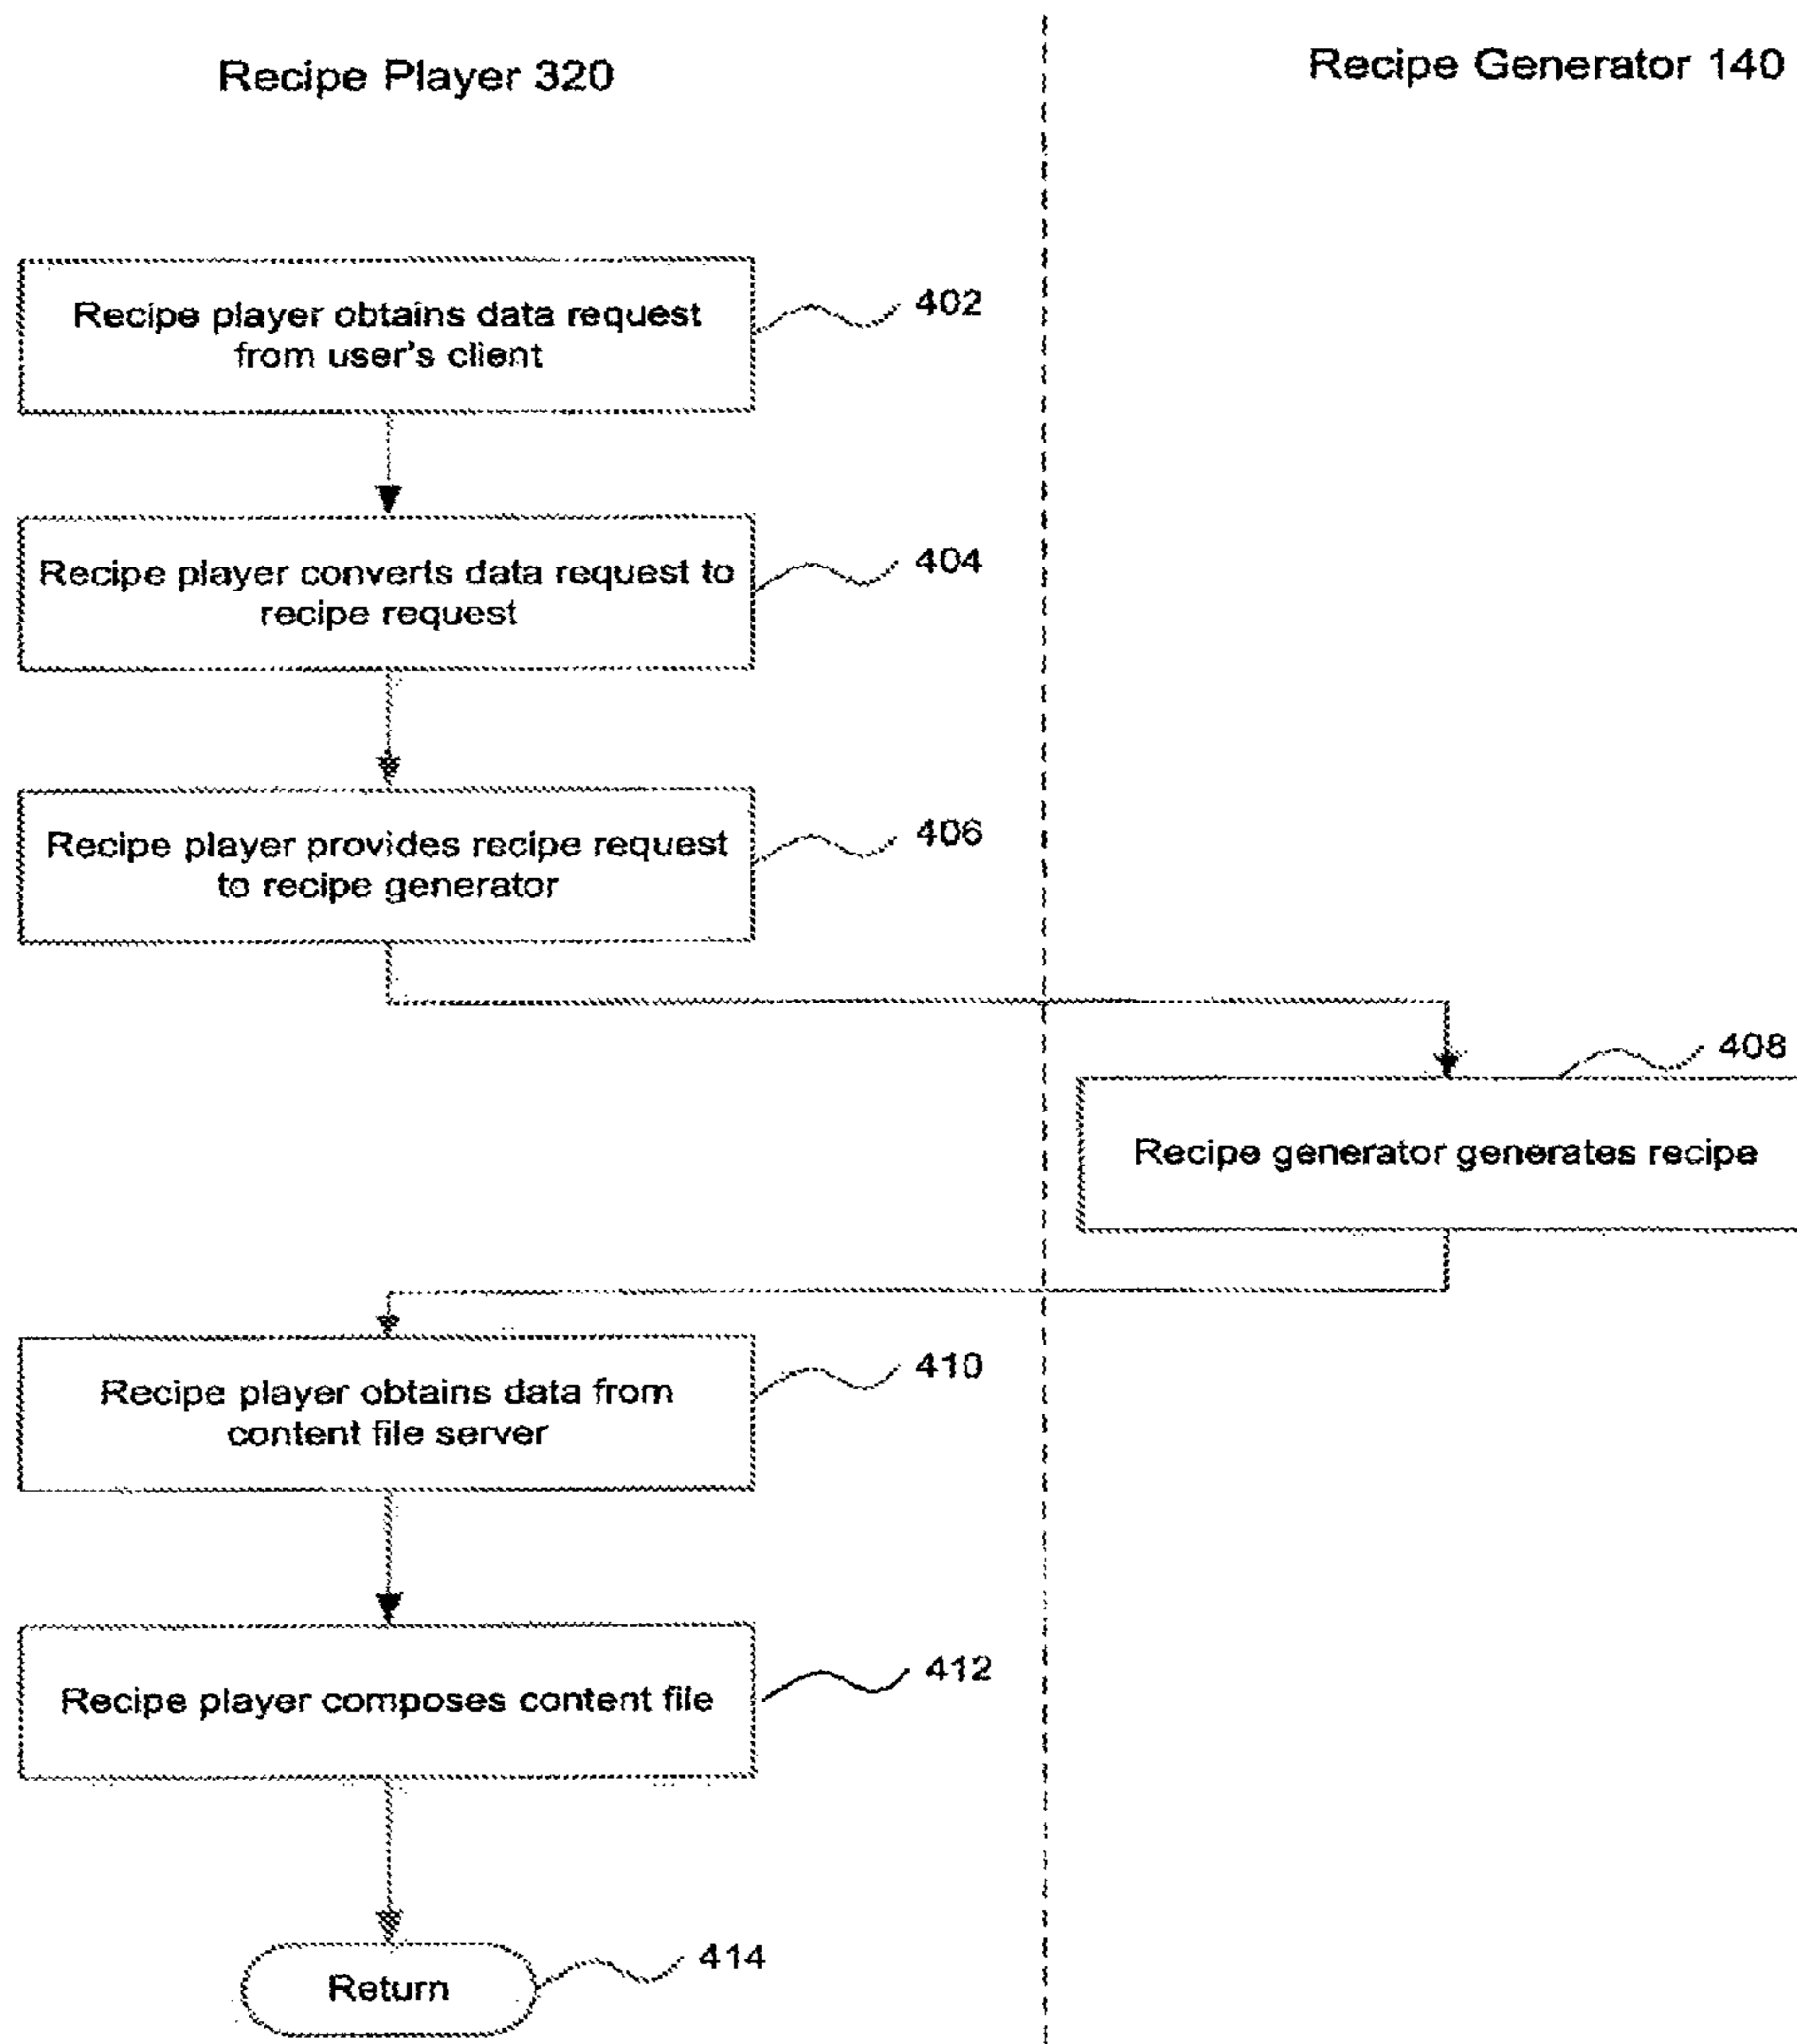 Recipe Player 320
Recipe Generator 140
Recipe player obtains data request
from user's client
402
Recipe player converts data request to
recipe request
404
Recipe player provides recipe request
to recipe generator
406
408
Recipe generator generates recipe
Recipe player obtains data from
content file server
410
Recipe player composes content file
412
Return
414